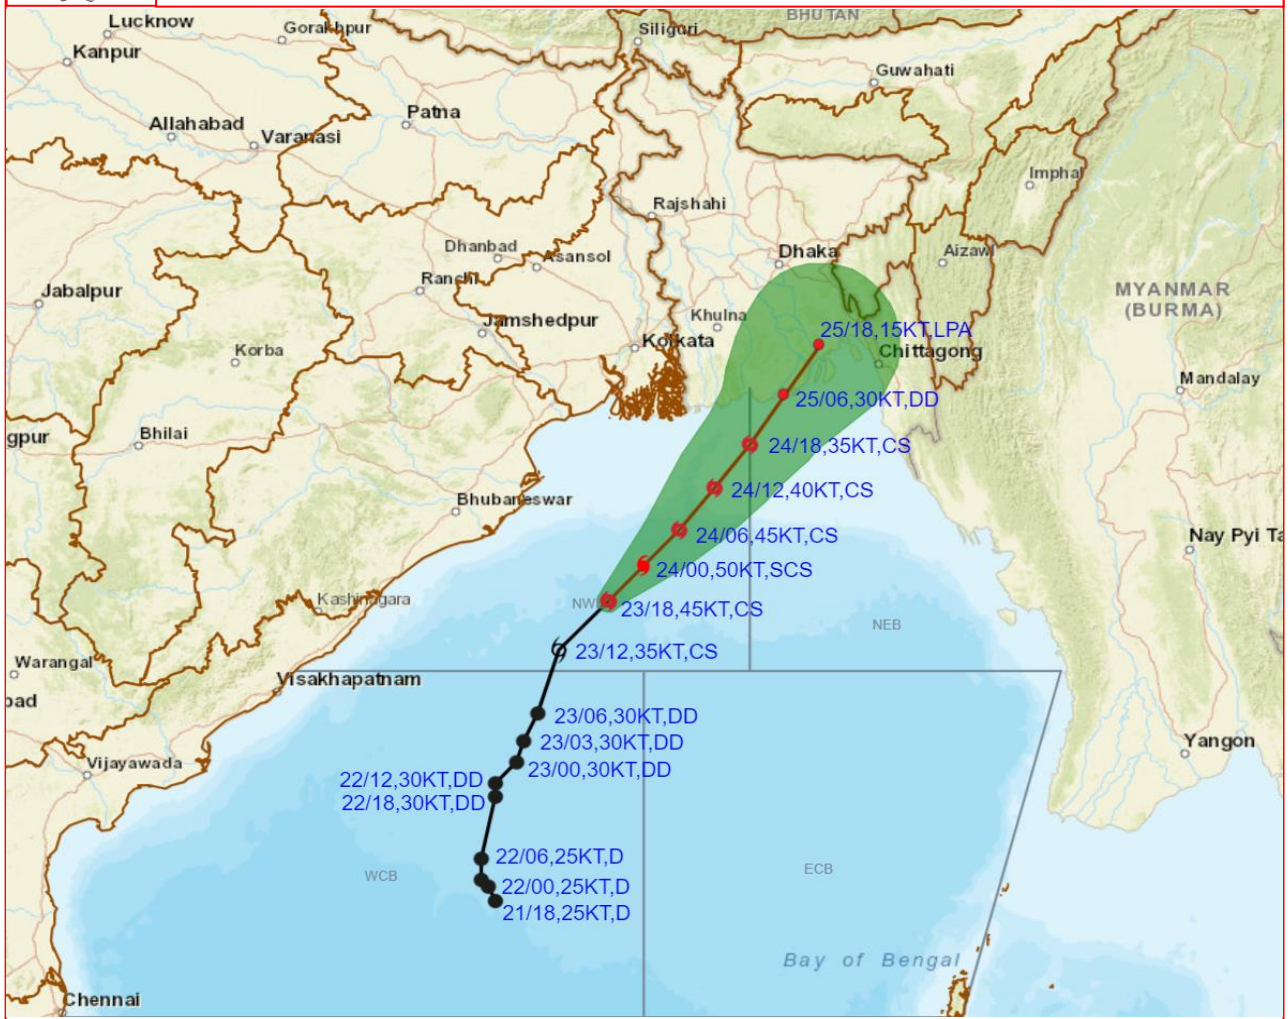 BHUTAN
Lucknow
Gorakhpur
Siliguri
Kanpur
Guwahati
Patna
Allahabad
Varanasi
Imphal
Rajshahi
Dhanbad
Asansol
Dhaka
Aizawl
Ranchi
Jabalpur
MYANMAR
(BURMA)
Khulna
Jamshedpur
25/18,15KT,LPA
Kolkata
Chittagong
Korba
Mandalay
25/06,30KT,DD
Bhilai
gpur
24/18,35KT,CS
24/12,40KT,CS
Bhubaneswar
24/06,45KT,CS
Nay Pyi Ta
24/00,50KT,SCS
Kashinagara
23/18,45KT,CS
NEB
23/12,35KT,CS
Warangal
Visakhapatnam
bad
23/06,30KT,DD
23/03,30KT,DD
Yangon
Vijayawada
23/00,30KT,DD
22/12,30KT,DD
22/18,30KT,DD
22/06,25KT,D
WCB
ECB
22/00,25KT,D
21/18,25KT,D
Bay of Bengal
Chennai